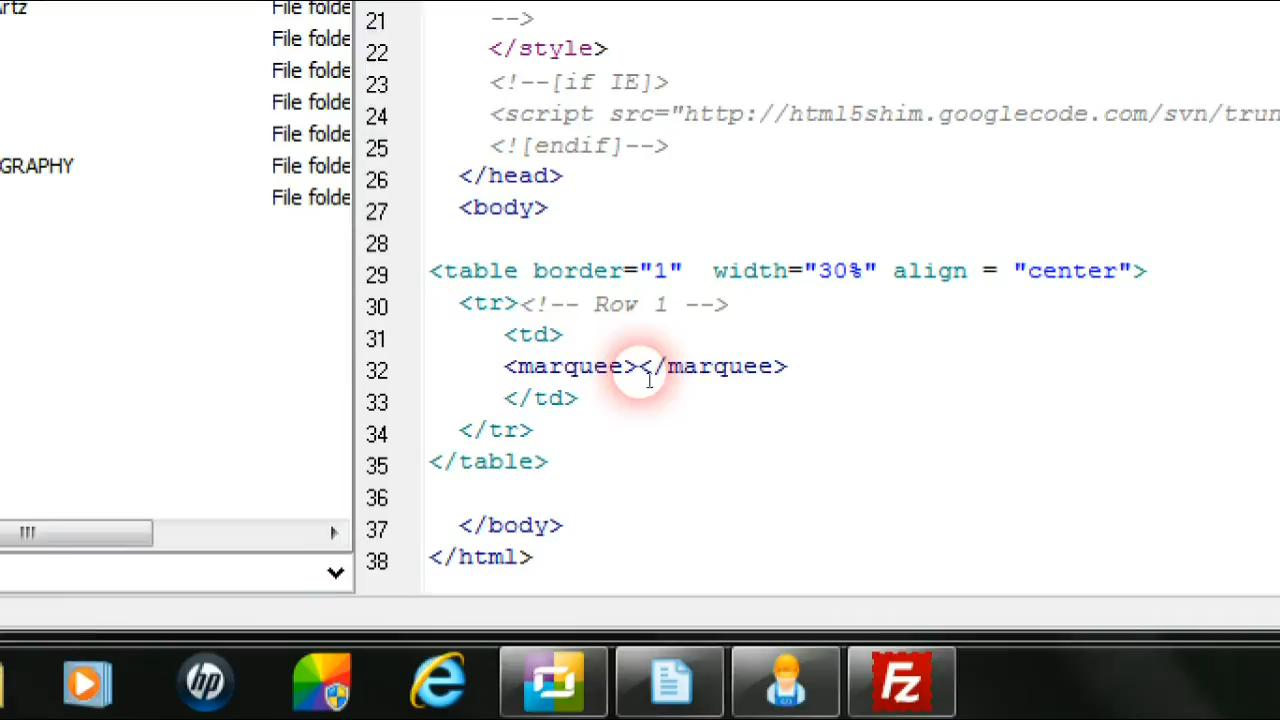 artz
File folde
File folde
File folde
File folde
File folde
GRAPHY File folde
File folde
21 -->
22 </style>
23 <!--[if IE]>
24 <script src="http://html5shim.googlecode.com/svn/trun
25 <![endif]-->
26 </head>
27 <body>
28
29 <table border="1" width="30%" align = "center">
30 <tr><!-- Row 1 -->
31 <td>
32 <marquee></marquee>
33 </td>
34 </tr>
35 </table>
36
37 </body>
38 </html>
hp
Fz